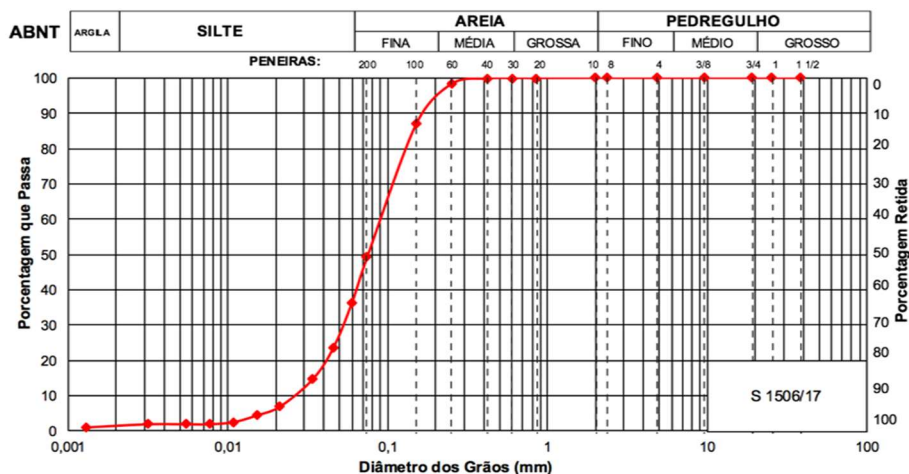 ABNT ARGILA SILTE AREIA PEDREGULHO
FINA MÉDIA GROSSA FINO MÉDIO GROSSO
PENEIRAS: 200 100 60 40 30 20 10 8 4 3/8 3/4 1 1 1/2
100 0
90 10
80 20
70 30
60 40
50 50
40 60
30 70
20 80
10 90
0 100
Porcentagem que Passa
Porcentagem Retida
S 1506/17
0,001 0,01 0,1 1 10 100
Diâmetro dos Grãos (mm)